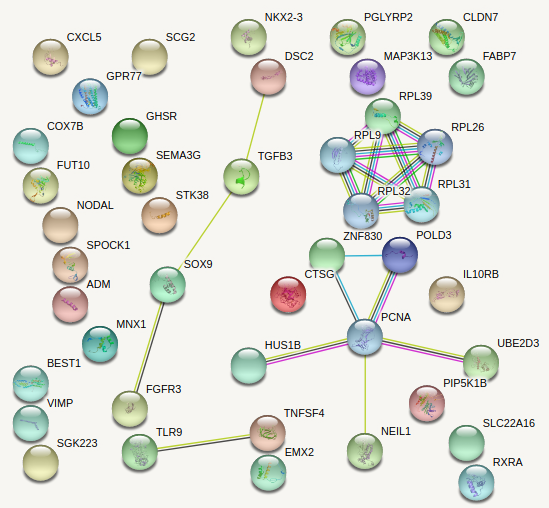 NKX2-3
PGLYRP2
CLDN7
CXCL5
SCG2
DSC2
MAP3K13
FABP7
GPR77
RPL39
GHSR
COX7B
RPL9
RPL26
SEMA3G
TGFB3
FUT10
RPL32
RPL31
STK38
NODAL
ZNF830
POLD3
SPOCK1
SOX9
CTSG
IL10RB
ADM
MNX1
PCNA
HUS1B
UBE2D3
BEST1
PIP5K1B
FGFR3
VIMP
TNFSF4
SLC22A16
TLR9
NEIL1
SGK223
EMX2
RXRA